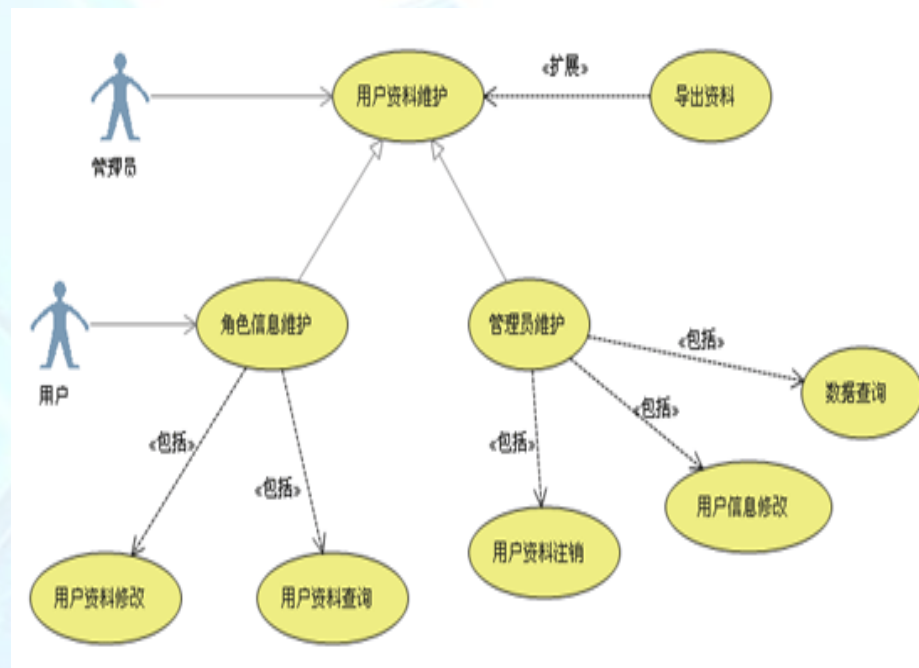 «扩展»
用户资料维护
导出资料
管理员
角色信息维护
管理员维护
«包括»
数据查询
用户
«包括»
«包括»
«包括»
«包括»
用户信息修改
用户资料注销
用户资料修改
用户资料查询